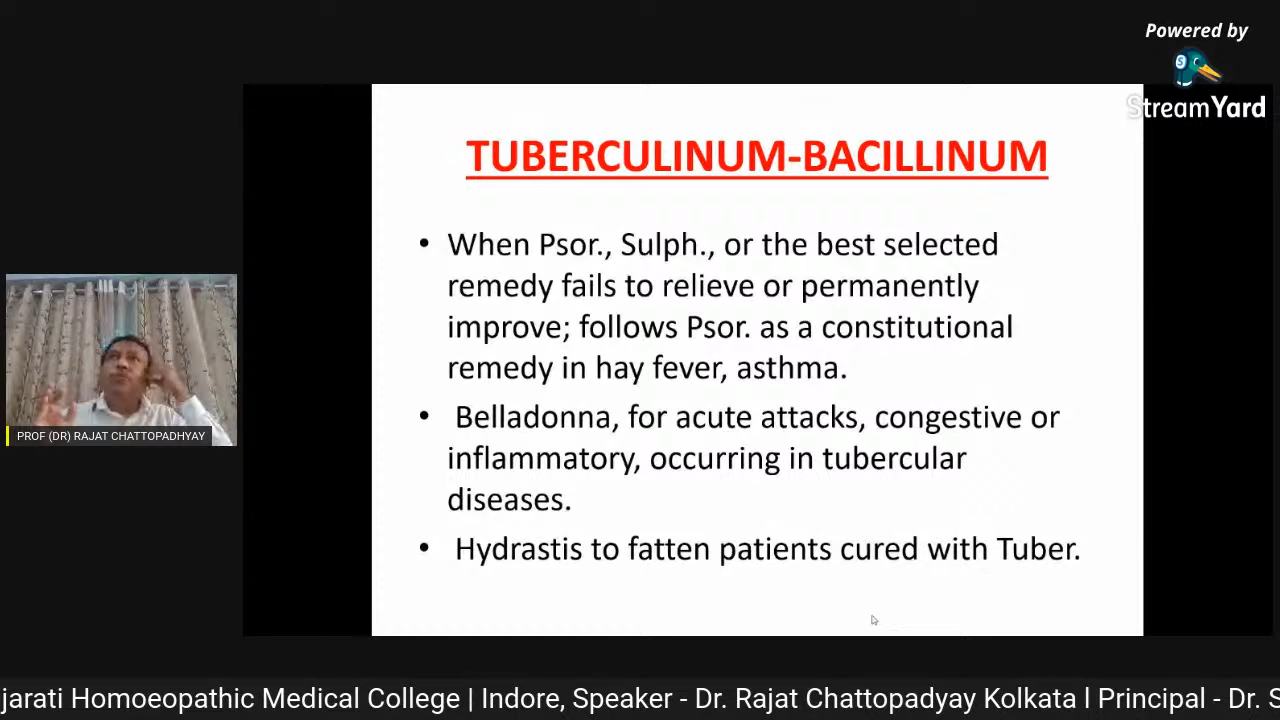 Powered by
StreamYard
TUBERCULINUM-BACILLINUM
• When Psor., Sulph., or the best selected
remedy fails to relieve or permanently
improve; follows Psor. as a constitutional
remedy in hay fever, asthma.
• Belladonna, for acute attacks, congestive or
inflammatory, occurring in tubercular
diseases.
• Hydrastis to fatten patients cured with Tuber.
PROF (DR) RAJAT CHATTOPADHYAY
jarati Homoeopathic Medical College | Indore, Speaker - Dr. Rajat Chattopadyay Kolkata l Principal - Dr. S